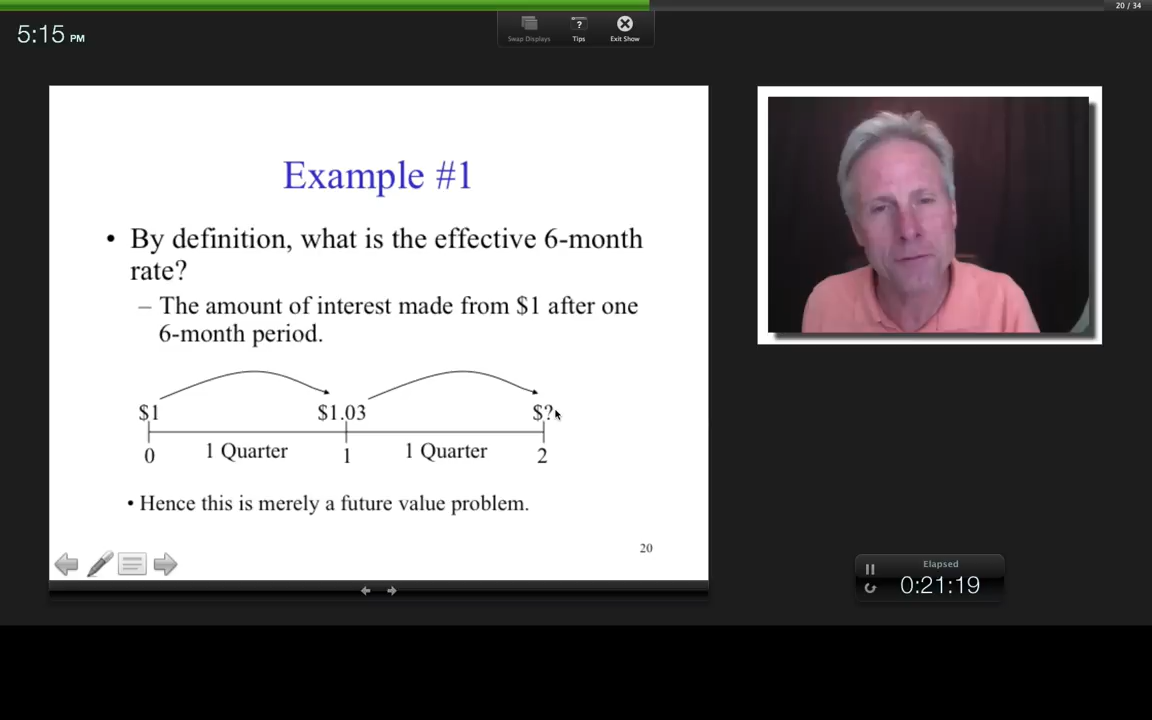 20 / 34
5:15 PM
Swap Displays
? Tips
Exit Show
Example #1
• By definition, what is the effective 6-month
rate?
– The amount of interest made from $1 after one
6-month period.
$1 $1.03 $?
0 1 Quarter 1 1 Quarter 2
• Hence this is merely a future value problem.
20
Elapsed
0:21:19